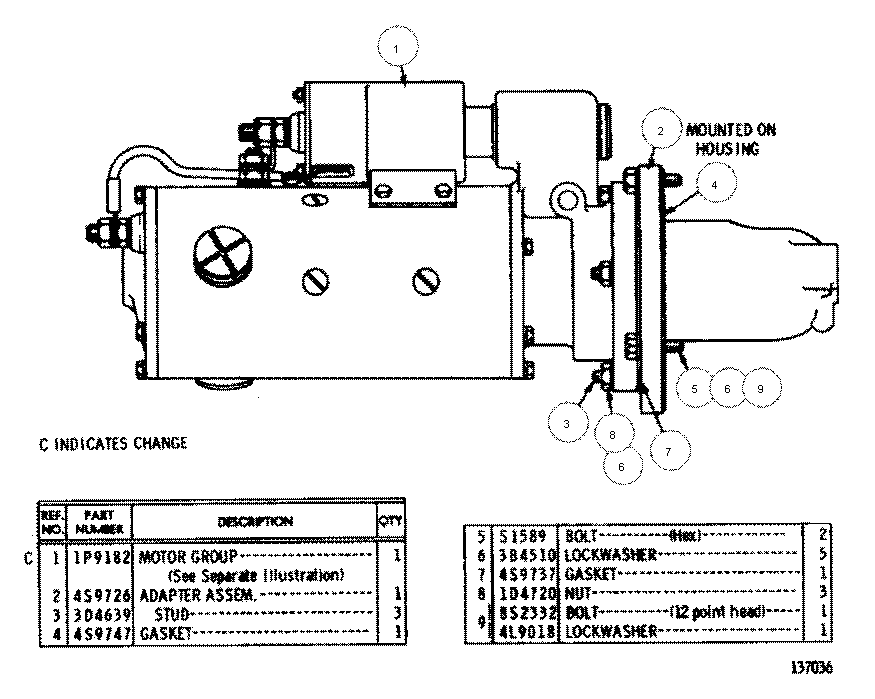 1
2
MOUNTED ON
HOUSING
4
5
6
9
3
8
6
7
C INDICATES CHANGE
REF. NO. PART NUMBER DESCRIPTION QTY
C 1 1P9182 MOTOR GROUP 1
(See Separate Illustration)
2 4S9726 ADAPTER ASSEM. 1
3 3D4639 STUD 3
4 4S9747 GASKET 1
5 S1589 BOLT (Hex) 2
6 3B4510 LOCKWASHER 5
7 4S9737 GASKET 1
8 1D4720 NUT 3
9 8S2332 BOLT (12 point head) 1
4L9018 LOCKWASHER 1
137036